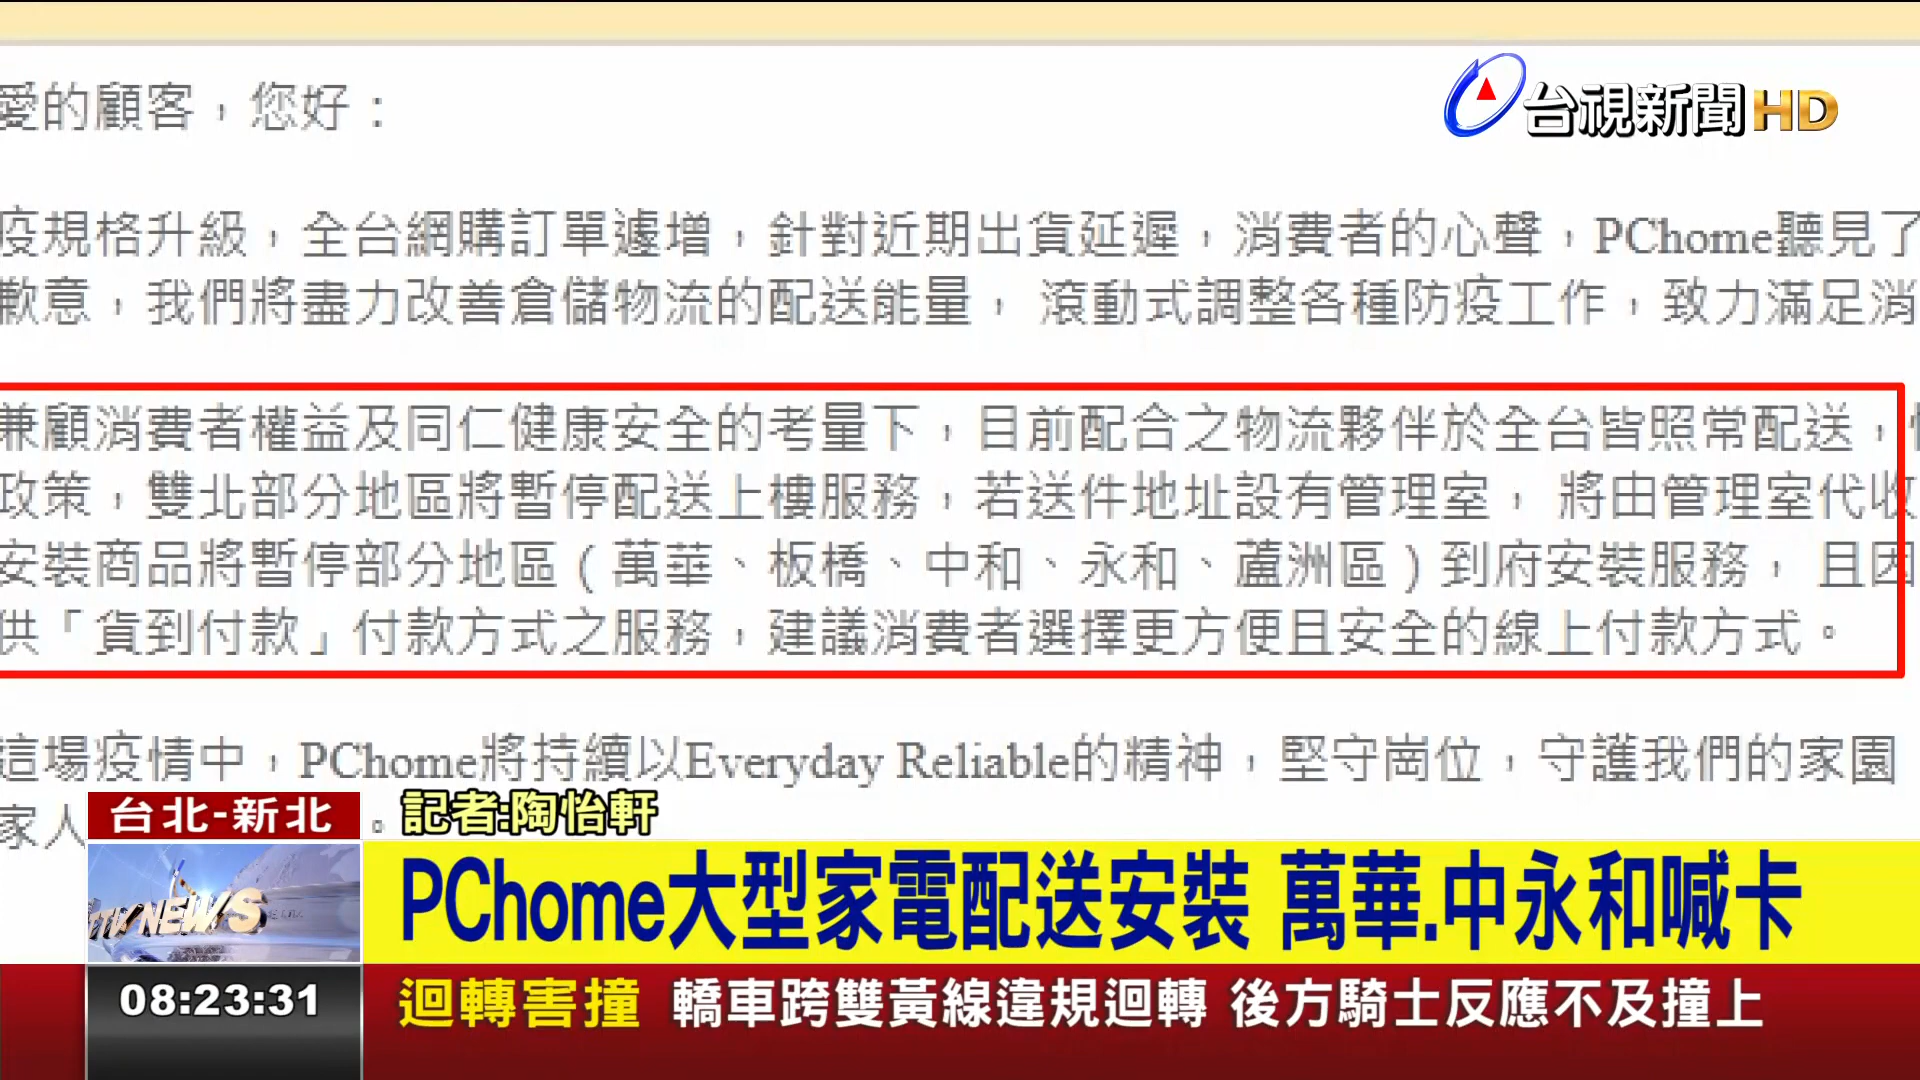 愛的顧客，您好：
台視新聞HD
疫規格升級，全台網購訂單遽增，針對近期出貨延遲，消費者的心聲，PChome聽見了
歉意，我們將盡力改善倉儲物流的配送能量， 滾動式調整各種防疫工作，致力滿足消
兼顧消費者權益及同仁健康安全的考量下，目前配合之物流夥伴於全台皆照常配送，
政策，雙北部分地區將暫停配送上樓服務，若送件地址設有管理室， 將由管理室代收
安裝商品將暫停部分地區（萬華、板橋、中和、永和、蘆洲區）到府安裝服務， 且因
供「貨到付款」付款方式之服務，建議消費者選擇更方便且安全的線上付款方式。
這場疫情中，PChome將持續以Everyday Reliable的精神，堅守崗位，守護我們的家園
家人 。
台北-新北
記者:陶怡軒
TTV NEWS
PChome大型家電配送安裝 萬華.中永和喊卡
08:23:31
迴轉害撞 轎車跨雙黃線違規迴轉 後方騎士反應不及撞上